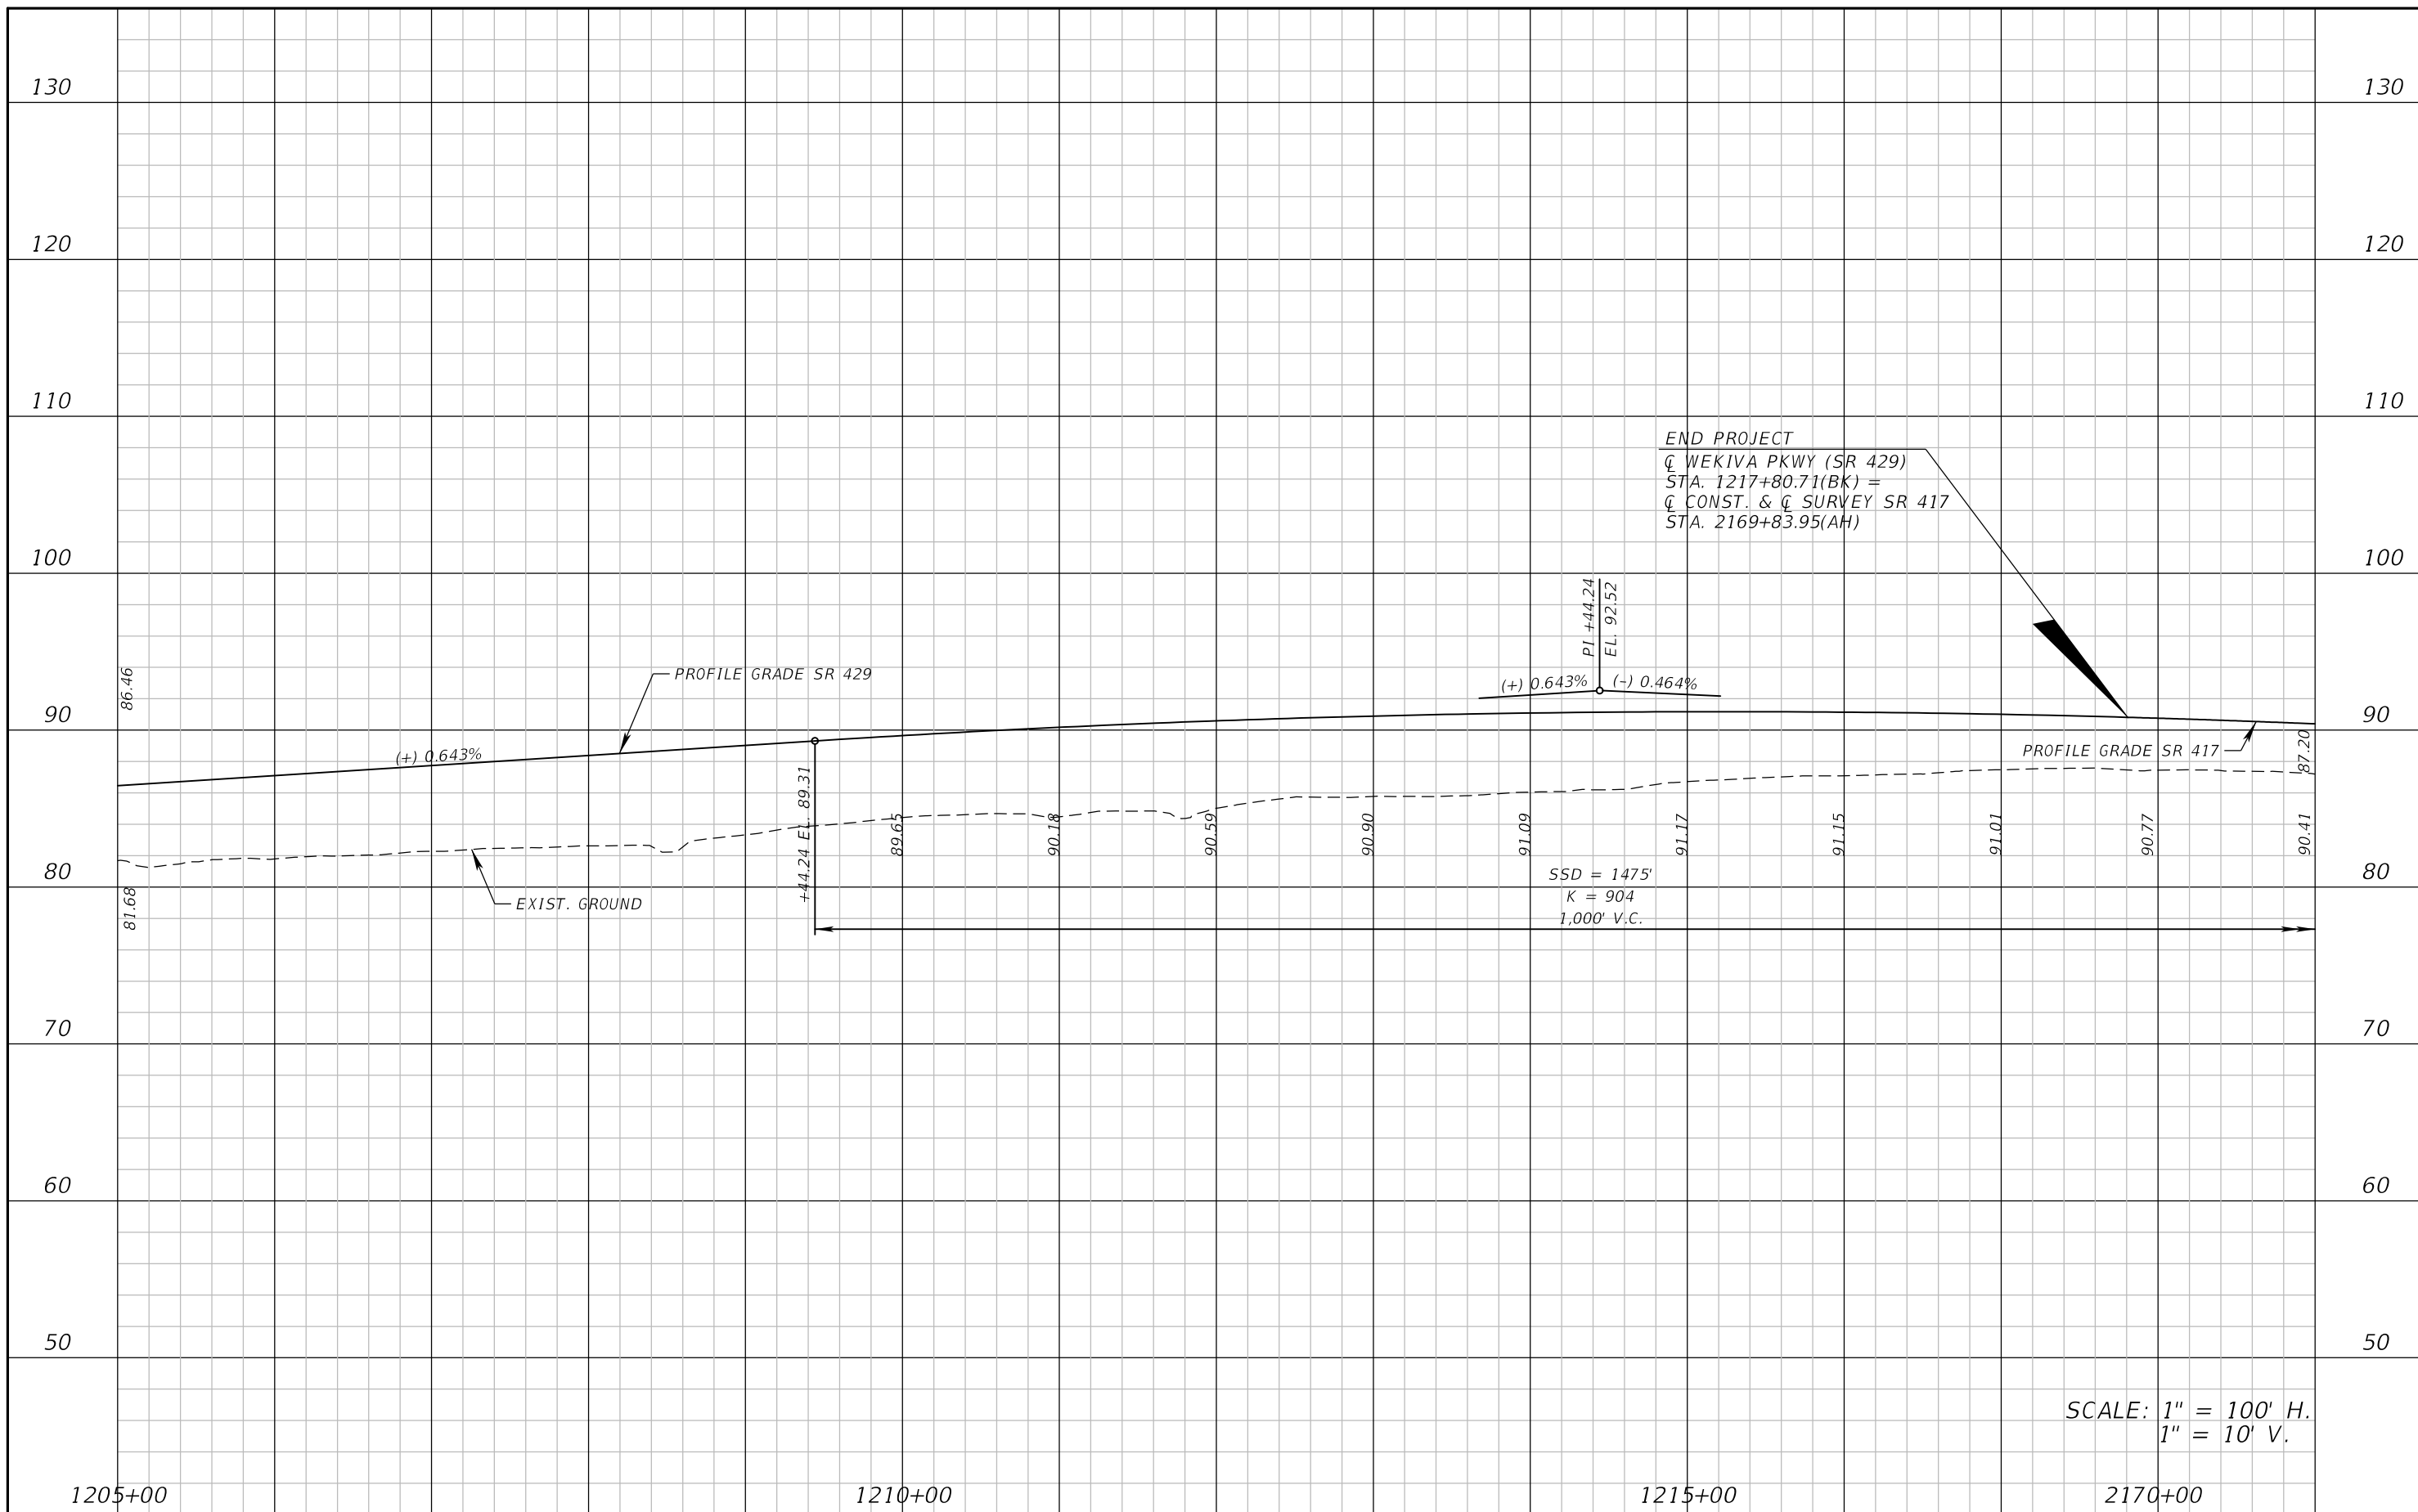 130
130
120
120
110
110
END PROJECT
℄ WEKIVA PKWY (SR 429)
STA. 1217+80.71(BK) =
℄ CONST. & ℄ SURVEY SR 417
STA. 2169+83.95(AH)
100
100
PI +44.24
EL. 92.52
86.46
PROFILE GRADE SR 429
(+) 0.643%
(-) 0.464%
90
90
(+) 0.643%
PROFILE GRADE SR 417
87.20
+44.24 EL. 89.31
89.65
90.18
90.59
90.90
91.09
91.17
91.15
91.01
90.77
90.41
80
80
81.68
EXIST. GROUND
SSD = 1475'
K = 904
1,000' V.C.
70
70
60
60
50
50
SCALE: 1" = 100' H.
1" = 10' V.
1205+00
1210+00
1215+00
2170+00